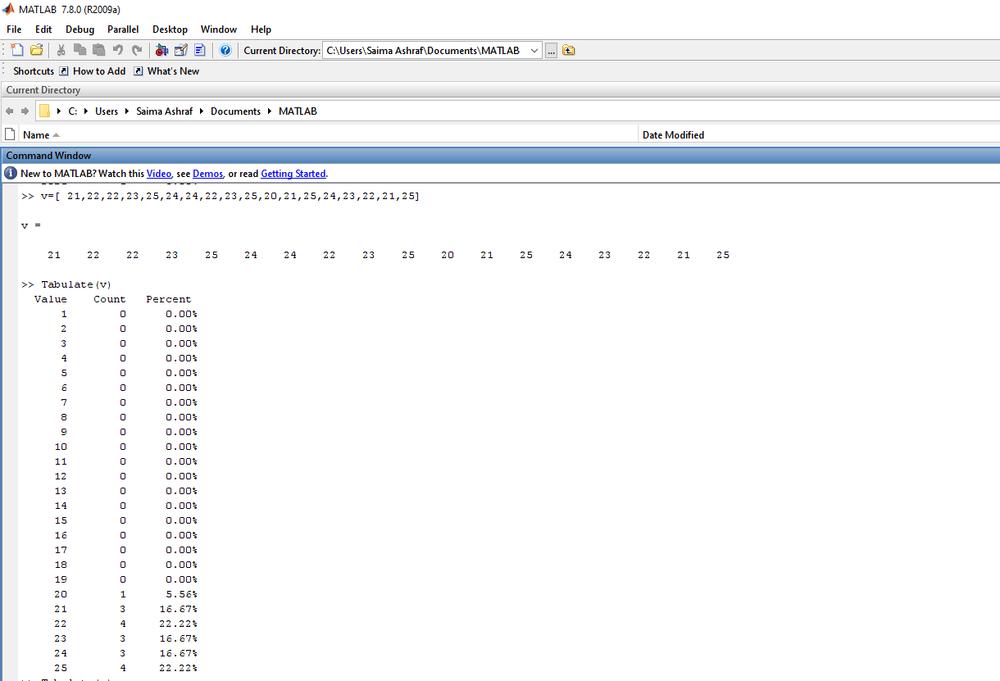 MATLAB 7.8.0 (R2009a)
File Edit Debug Parallel Desktop Window Help
Current Directory: C:\Users\Saima Ashraf\Documents\MATLAB ...
Shortcuts How to Add What's New
Current Directory
C: Users Saima Ashraf Documents MATLAB
Name Date Modified
Command Window
New to MATLAB? Watch this Video, see Demos, or read Getting Started.
>> v=[ 21,22,22,23,25,24,24,22,23,25,20,21,25,24,23,22,21,25]
v =
21 22 22 23 25 24 24 22 23 25 20 21 25 24 23 22 21 25
>> Tabulate(v)
Value Count Percent
1 0 0.00%
2 0 0.00%
3 0 0.00%
4 0 0.00%
5 0 0.00%
6 0 0.00%
7 0 0.00%
8 0 0.00%
9 0 0.00%
10 0 0.00%
11 0 0.00%
12 0 0.00%
13 0 0.00%
14 0 0.00%
15 0 0.00%
16 0 0.00%
17 0 0.00%
18 0 0.00%
19 0 0.00%
20 1 5.56%
21 3 16.67%
22 4 22.22%
23 3 16.67%
24 3 16.67%
25 4 22.22%